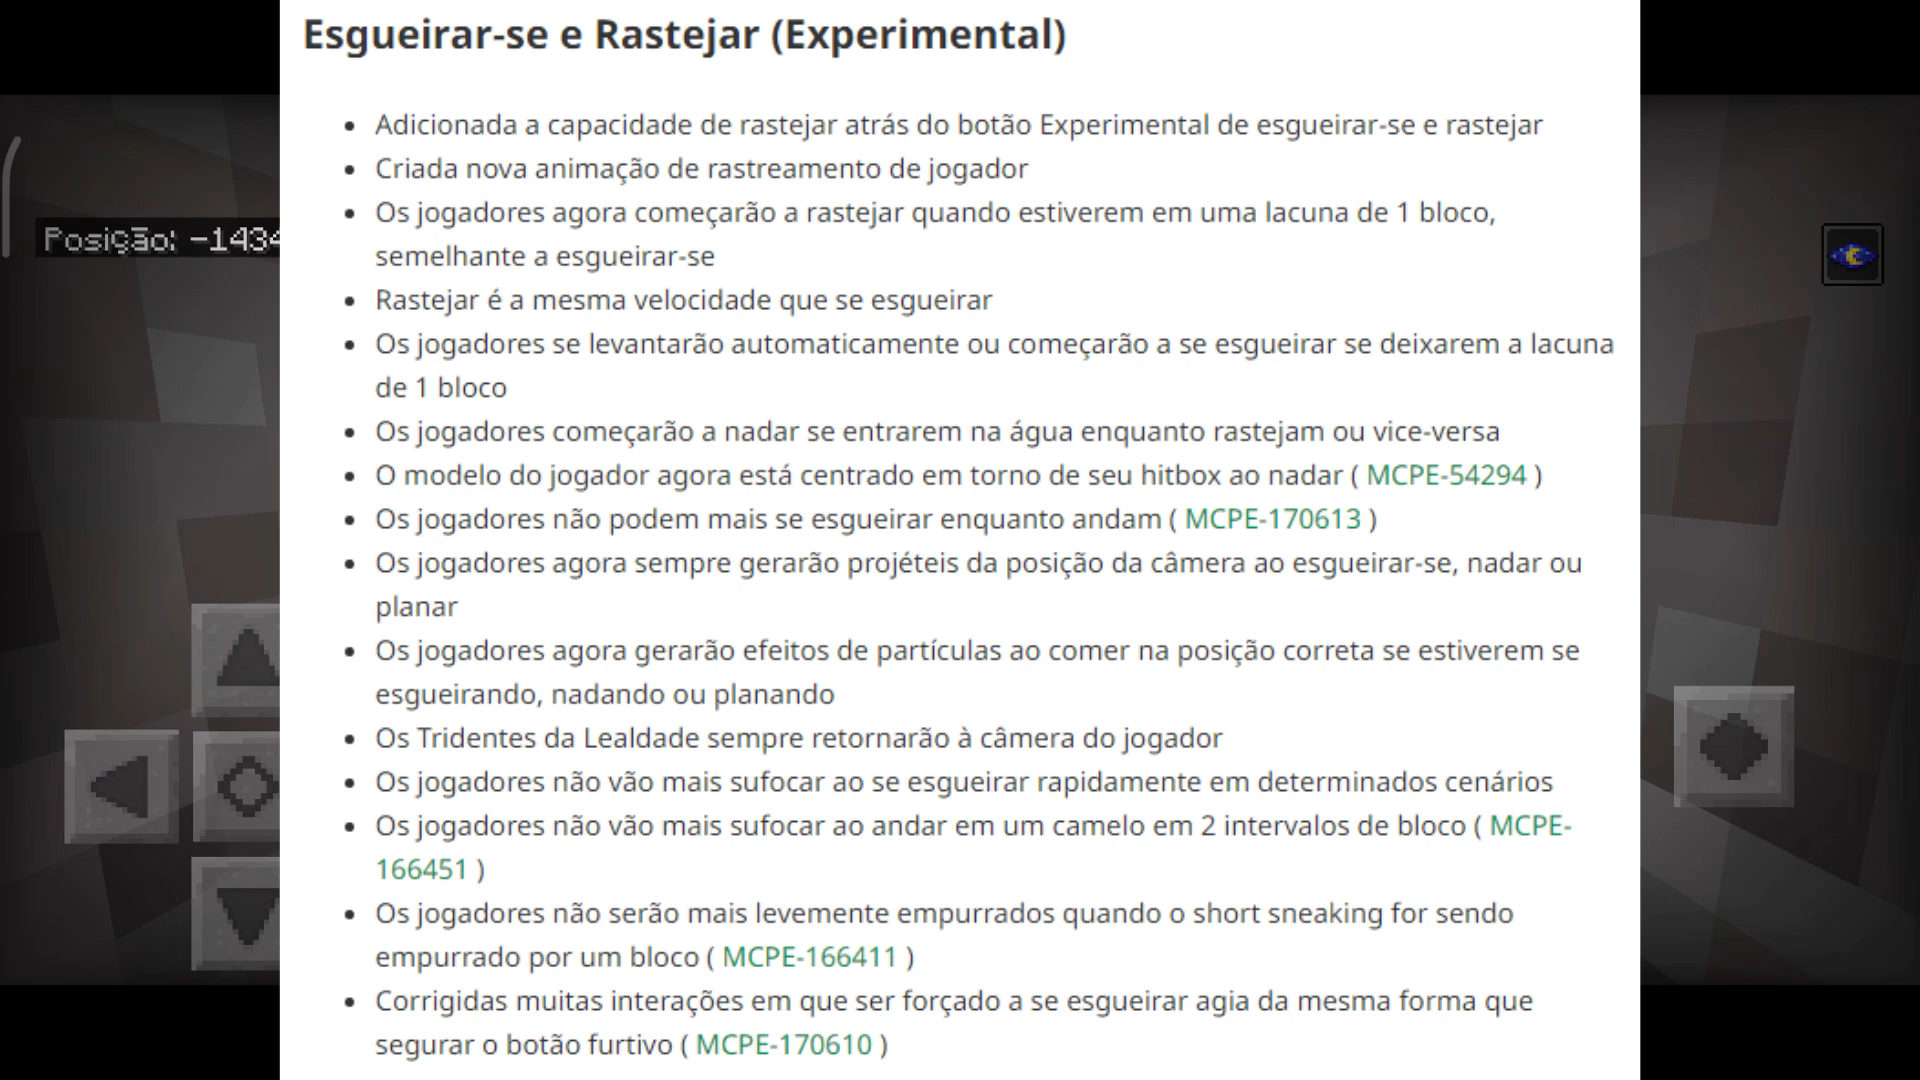 Esgueirar-se e Rastejar (Experimental)
Adicionada a capacidade de rastejar atrás do botão Experimental de esgueirar-se e rastejar
Criada nova animação de rastreamento de jogador
Os jogadores agora começarão a rastejar quando estiverem em uma lacuna de 1 bloco,
semelhante a esgueirar-se
Posição: -1434
Rastejar é a mesma velocidade que se esgueirar
Os jogadores se levantarão automaticamente ou começarão a se esgueirar se deixarem a lacuna
de 1 bloco
Os jogadores começarão a nadar se entrarem na água enquanto rastejam ou vice-versa
O modelo do jogador agora está centrado em torno de seu hitbox ao nadar ( MCPE-54294 )
Os jogadores não podem mais se esgueirar enquanto andam ( MCPE-170613 )
Os jogadores agora sempre gerarão projéteis da posição da câmera ao esgueirar-se, nadar ou
planar
Os jogadores agora gerarão efeitos de partículas ao comer na posição correta se estiverem se
esgueirando, nadando ou planando
Os Tridentes da Lealdade sempre retornarão à câmera do jogador
Os jogadores não vão mais sufocar ao se esgueirar rapidamente em determinados cenários
Os jogadores não vão mais sufocar ao andar em um camelo em 2 intervalos de bloco ( MCPE-
166451 )
Os jogadores não serão mais levemente empurrados quando o short sneaking for sendo
empurrado por um bloco ( MCPE-166411 )
Corrigidas muitas interações em que ser forçado a se esgueirar agia da mesma forma que
segurar o botão furtivo ( MCPE-170610 )